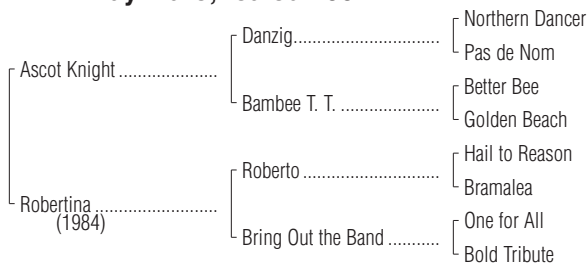 Northern Dancer
Danzig
Pas de Nom
Ascot Knight
Better Bee
Bambee T. T.
Golden Beach
Hail to Reason
Roberto
Bramalea
Robertina
(1984)
One for All
Bring Out the Band
Bold Tribute